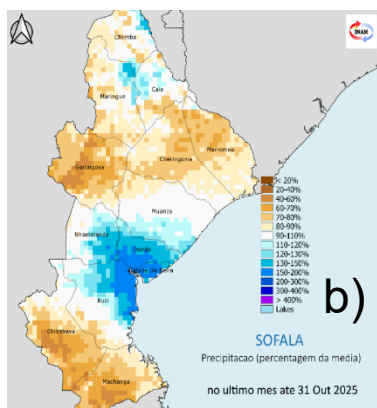 Chemba
INAM
Caia
Maringue
Marromeu
Cheringoma
Gorongosa
Muanza
Nhamatanda
Dondo
Cidade Da Beira
Buzi
Chibabava
Machanga
< 20%
20-40%
40-60%
60-70%
70-80%
80-90%
90-110%
110-120%
120-130%
130-150%
150-200%
200-300%
300-400%
> 400%
Lakes
b)
SOFALA
Precipitacao (percentagem da media)
no ultimo mes ate 31 Out 2025